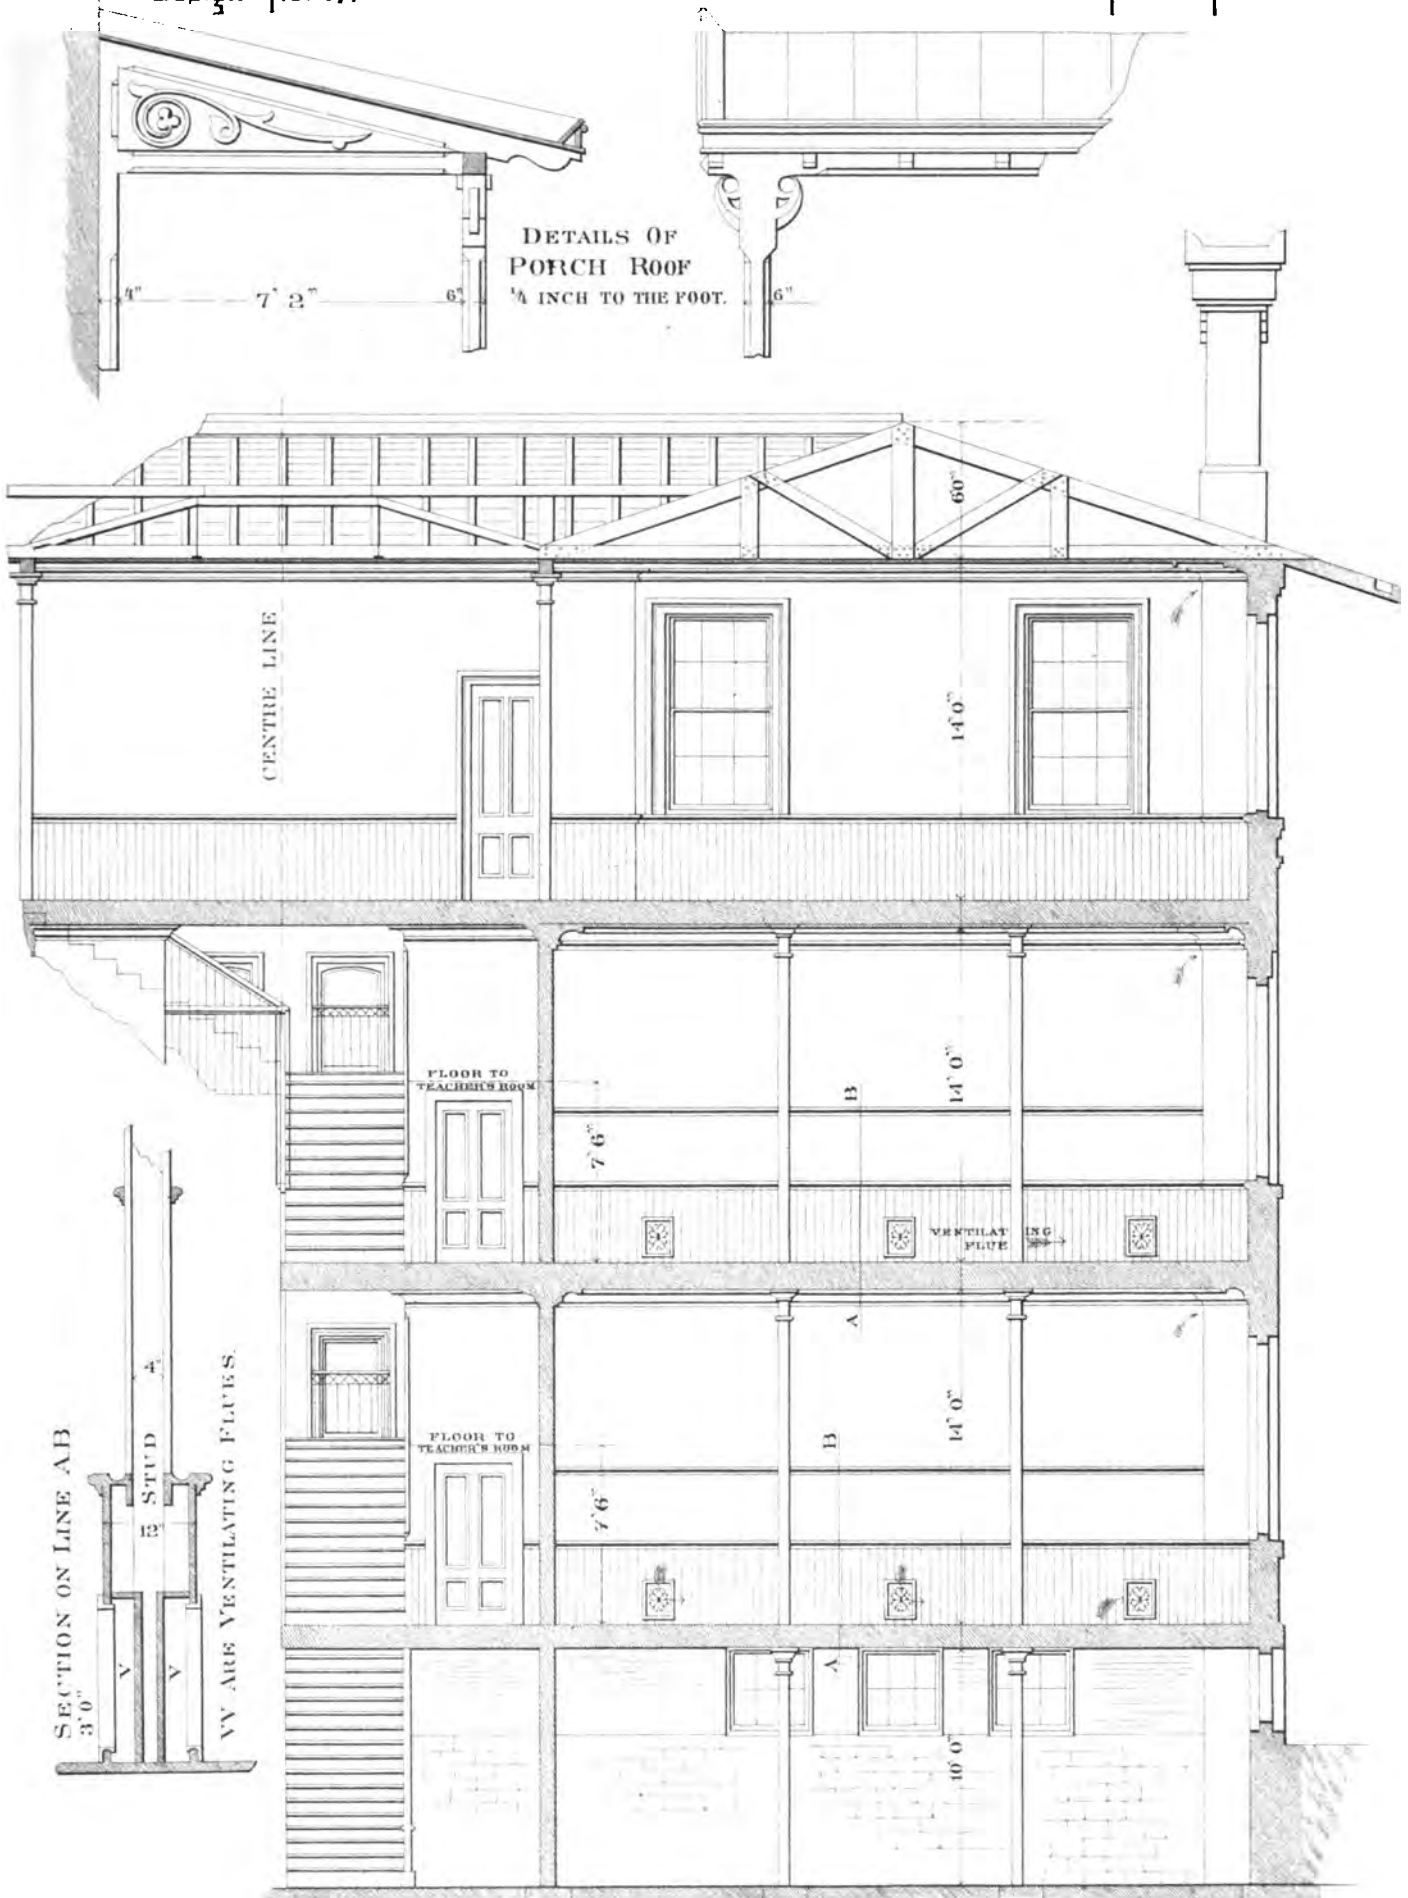 DETAILS OF
PORCH ROOF
¼ INCH TO THE FOOT.
4"
7' 2"
6"
6"
60"
CENTRE LINE
14' 0"
FLOOR TO
TEACHER'S ROOM
7' 6"
B
14' 0"
VENTILATING
FLUE
A
FLOOR TO
TEACHER'S ROOM
7' 6"
B
14' 0"
A
10' 0"
SECTION ON LINE AB
3' 0"
4"
STUD
12"
V
V
VV ARE VENTILATING FLUES.